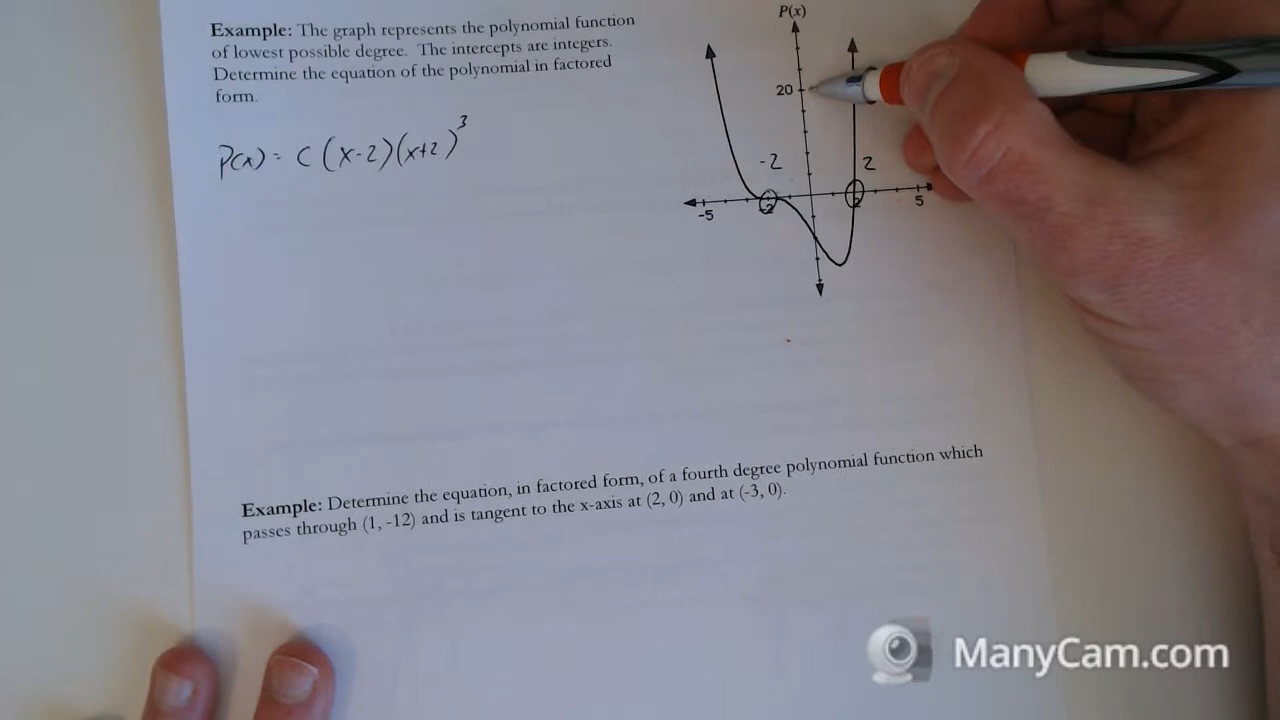 Example: The graph represents the polynomial function
of lowest possible degree. The intercepts are integers.
Determine the equation of the polynomial in factored
form.
P(x) = C (x-2)(x+2)³
P(x)
20
-2
2
-5
-2
2
5
Example: Determine the equation, in factored form, of a fourth degree polynomial function which
passes through (1, -12) and is tangent to the x-axis at (2, 0) and at (-3, 0).
ManyCam.com